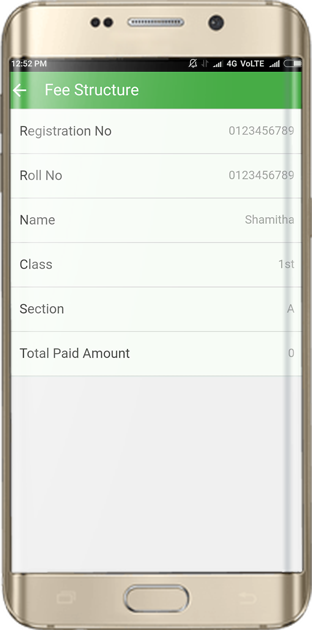 12:52 PM 4G VoLTE
Fee Structure
Registration No 0123456789
Roll No 0123456789
Name Shamitha
Class 1st
Section A
Total Paid Amount 0